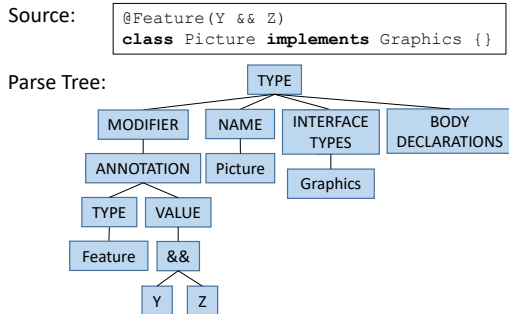 Source:
@Feature(Y && Z)
class Picture implements Graphics {}
Parse Tree:
TYPE
MODIFIER NAME INTERFACE TYPES BODY DECLARATIONS
ANNOTATION Picture Graphics
TYPE VALUE
Feature &&
Y Z